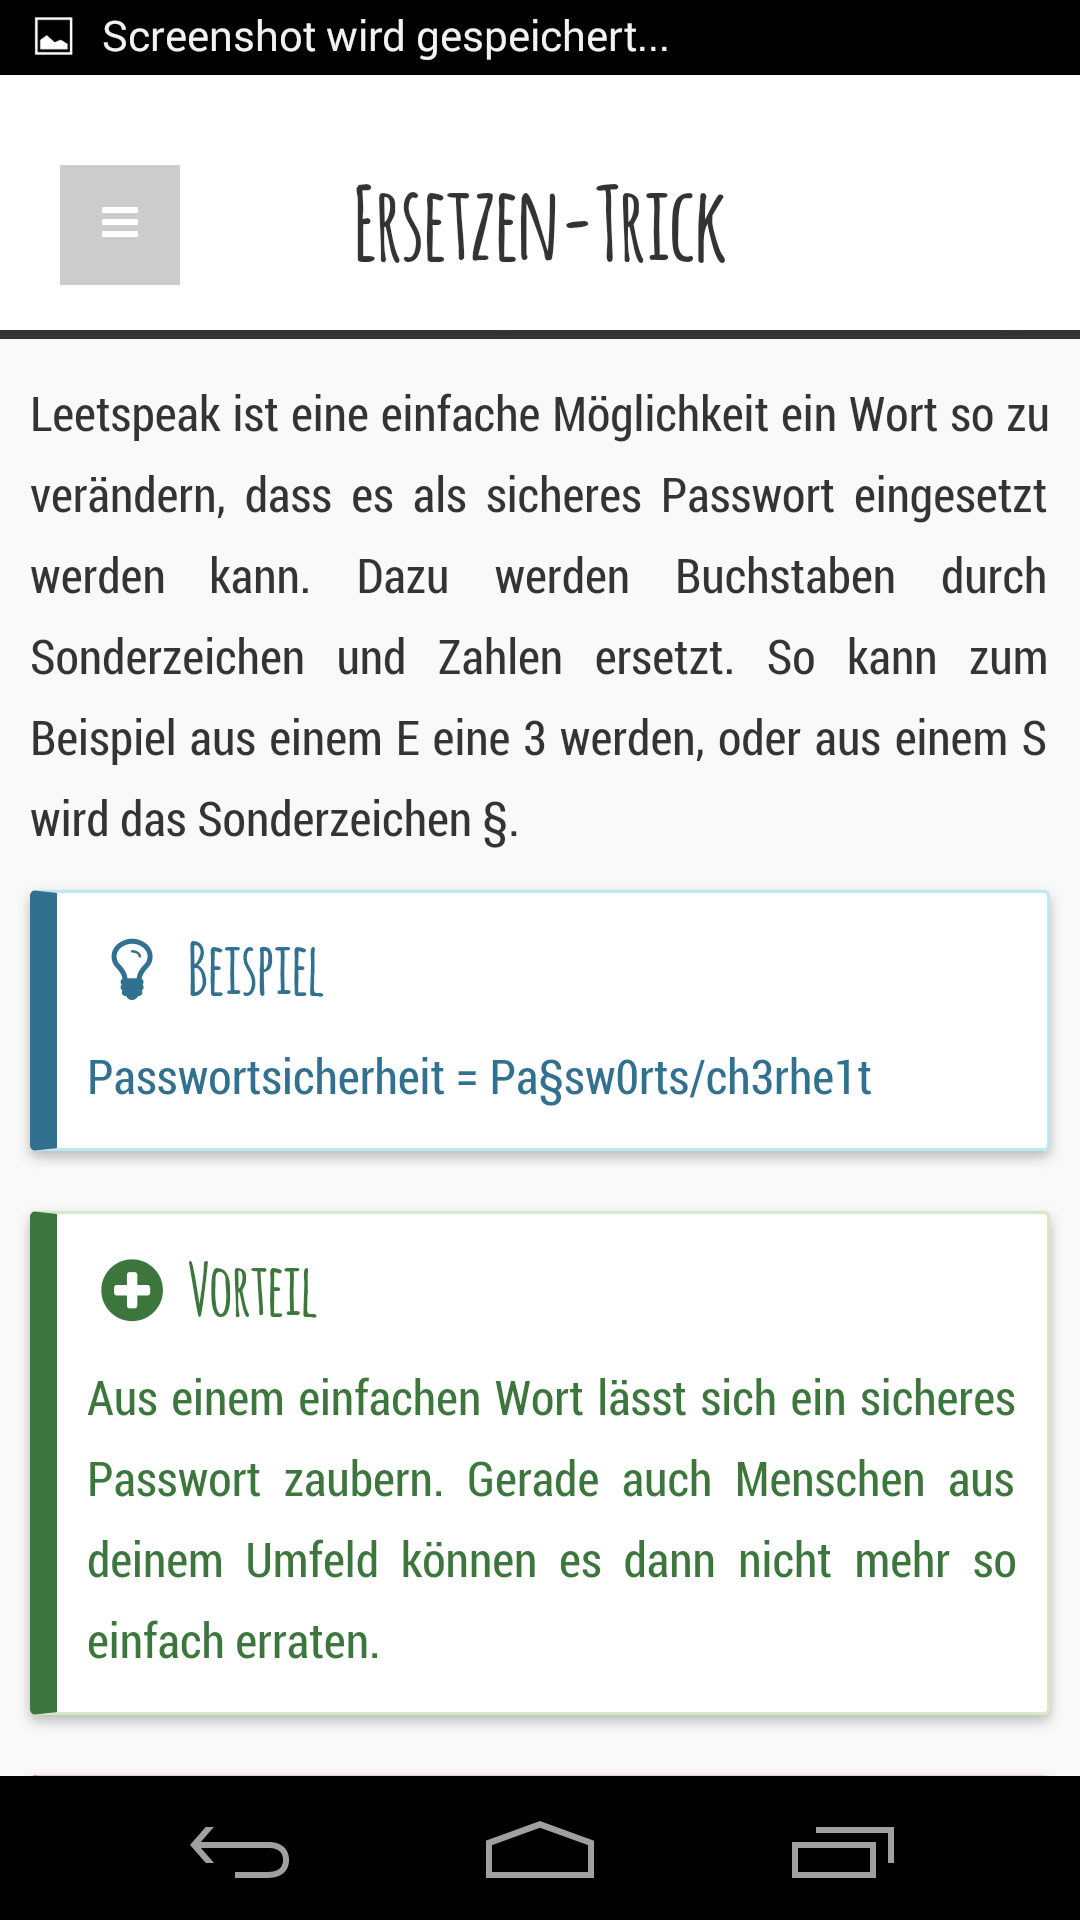 Screenshot wird gespeichert...
Ersetzen-Trick
Leetspeak ist eine einfache Möglichkeit ein Wort so zu
verändern, dass es als sicheres Passwort eingesetzt
werden kann. Dazu werden Buchstaben durch
Sonderzeichen und Zahlen ersetzt. So kann zum
Beispiel aus einem E eine 3 werden, oder aus einem S
wird das Sonderzeichen §.
Beispiel
Passwortsicherheit = Pa§sw0rts/ch3rhe1t
Vorteil
Aus einem einfachen Wort lässt sich ein sicheres
Passwort zaubern. Gerade auch Menschen aus
deinem Umfeld können es dann nicht mehr so
einfach erraten.